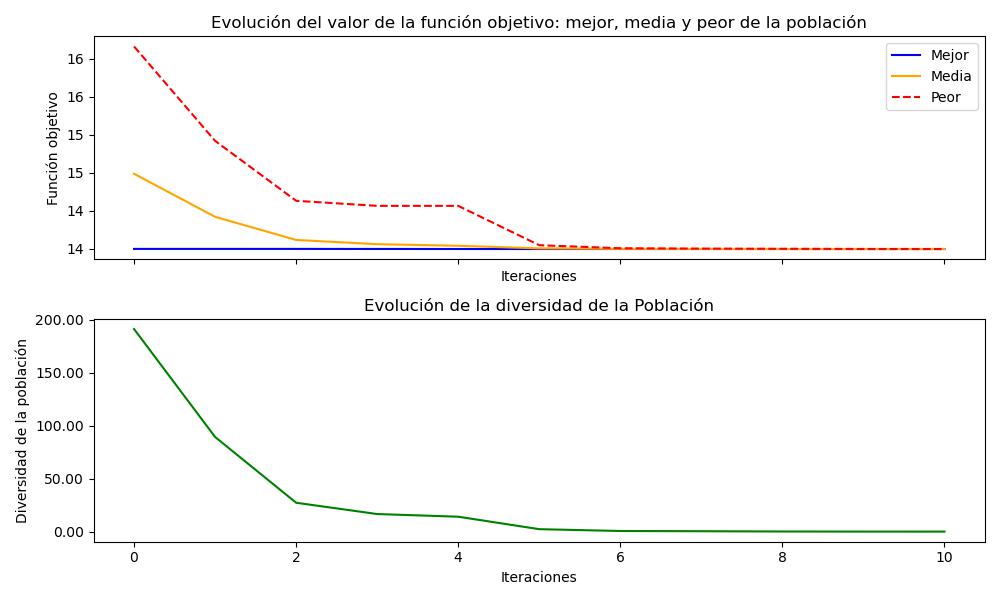 Evolución del valor de la función objetivo: mejor, media y peor de la población
Función objetivo
16
16
15
15
14
14
Mejor
Media
Peor
Iteraciones
Evolución de la diversidad de la Población
Diversidad de la población
200.00
150.00
100.00
50.00
0.00
0 2 4 6 8 10
Iteraciones